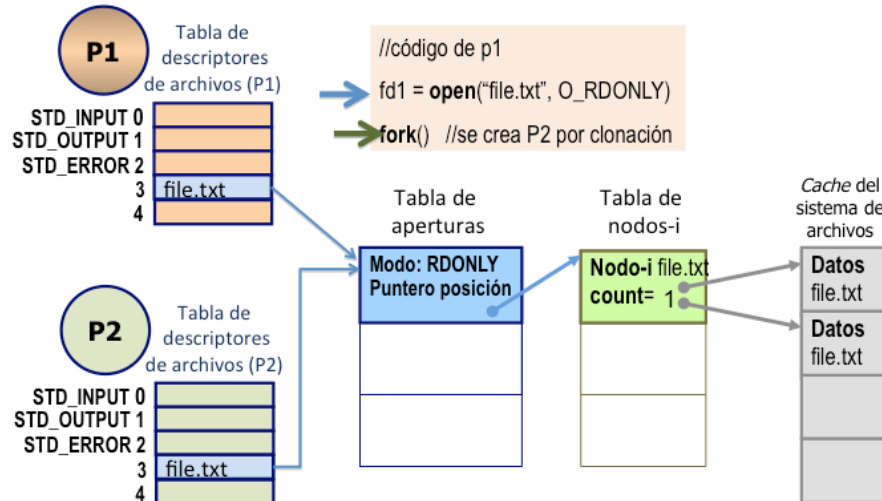 P1
Tabla de
descriptores
de archivos (P1)
STD_INPUT 0
STD_OUTPUT 1
STD_ERROR 2
3 file.txt
4
//código de p1
fd1 = open(“file.txt”, O_RDONLY)
fork() //se crea P2 por clonación
Tabla de
aperturas
Modo: RDONLY
Puntero posición
Tabla de
nodos-i
Nodo-i file.txt
count= 1
Cache del
sistema de
archivos
Datos
file.txt
Datos
file.txt
P2
Tabla de
descriptores
de archivos (P2)
STD_INPUT 0
STD_OUTPUT 1
STD_ERROR 2
3 file.txt
4